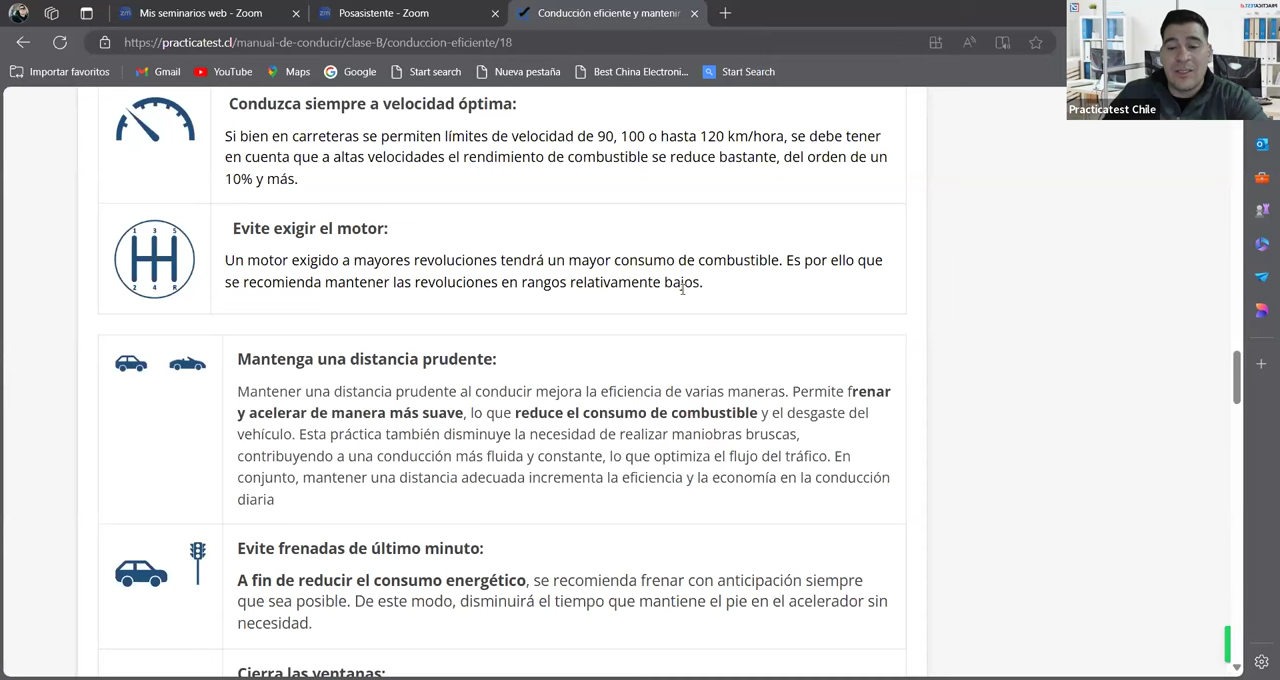 Mis seminarios web - Zoom
Posasistente - Zoom
Conducción eficiente y mantenir
https://practicatest.cl/manual-de-conducir/clase-B/conduccion-eficiente/18
Importar favoritos
Gmail
YouTube
Maps
Google
Start search
Nueva pestaña
Best China Electroni...
Start Search
Practicatest Chile
Conduzca siempre a velocidad óptima:
Si bien en carreteras se permiten límites de velocidad de 90, 100 o hasta 120 km/hora, se debe tener
en cuenta que a altas velocidades el rendimiento de combustible se reduce bastante, del orden de un
10% y más.
1 3 5
2 4 R
Evite exigir el motor:
Un motor exigido a mayores revoluciones tendrá un mayor consumo de combustible. Es por ello que
se recomienda mantener las revoluciones en rangos relativamente bajos.
Mantenga una distancia prudente:
Mantener una distancia prudente al conducir mejora la eficiencia de varias maneras. Permite frenar
y acelerar de manera más suave, lo que reduce el consumo de combustible y el desgaste del
vehículo. Esta práctica también disminuye la necesidad de realizar maniobras bruscas,
contribuyendo a una conducción más fluida y constante, lo que optimiza el flujo del tráfico. En
conjunto, mantener una distancia adecuada incrementa la eficiencia y la economía en la conducción
diaria
Evite frenadas de último minuto:
A fin de reducir el consumo energético, se recomienda frenar con anticipación siempre
que sea posible. De este modo, disminuirá el tiempo que mantiene el pie en el acelerador sin
necesidad.
Cierra las ventanas: